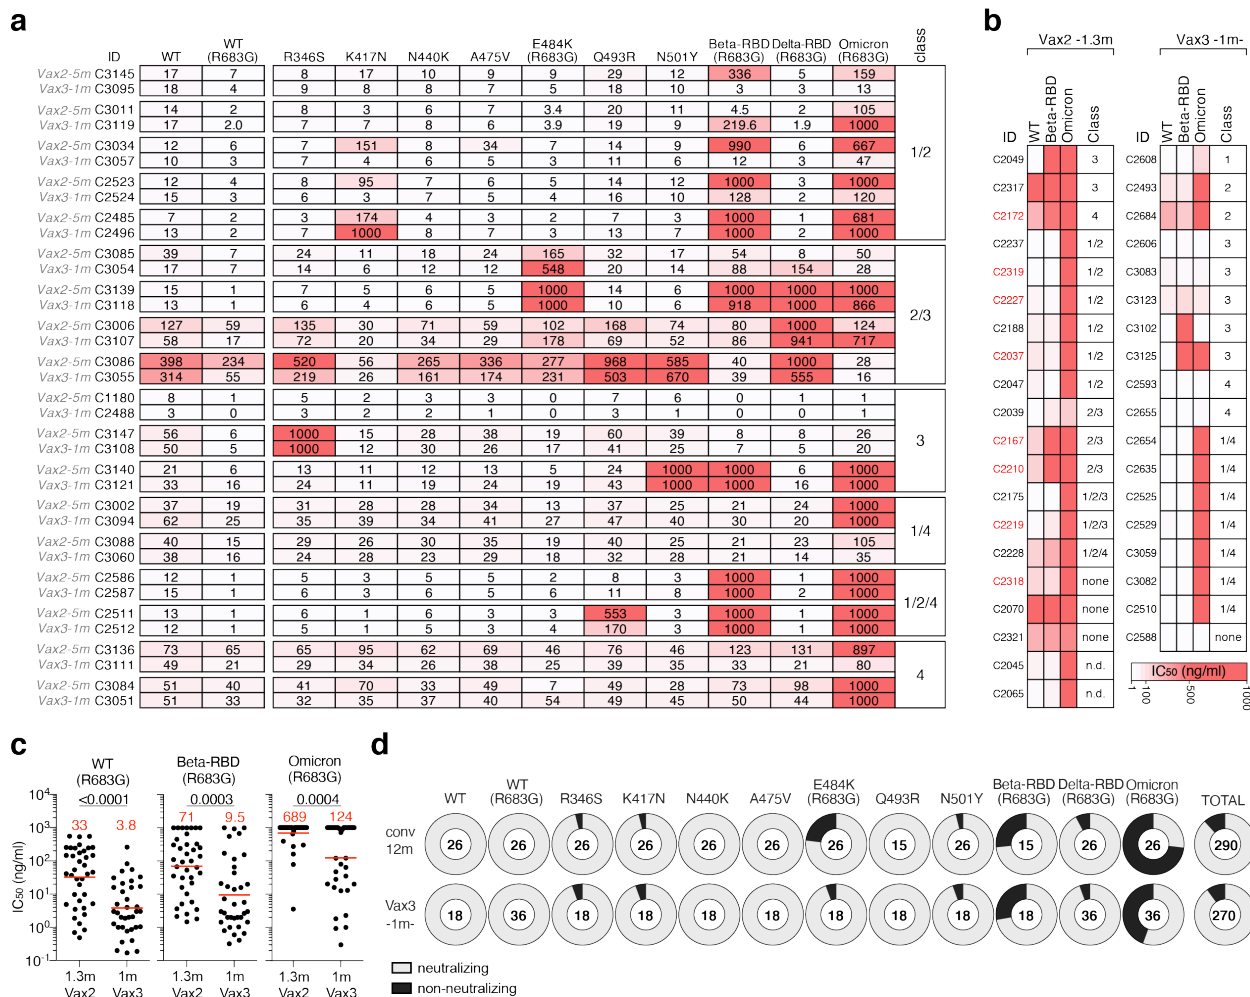 a
ID WT WT (R683G) R346S K417N N440K A475V E484K (R683G) Q493R N501Y Beta-RBD (R683G) Delta-RBD (R683G) Omicron (R683G) class
Vax2-5m C3145 17 7 8 17 10 9 9 29 12 336 5 159
Vax3-1m C3095 18 4 9 8 8 7 5 18 10 3 3 13
Vax2-5m C3011 14 2 8 3 6 7 3.4 20 11 4.5 2 105
Vax3-1m C3119 17 2.0 7 7 8 6 3.9 19 9 219.6 1.9 1000
Vax2-5m C3034 12 6 7 151 8 34 7 14 9 990 6 667
Vax3-1m C3057 10 3 7 4 6 5 3 11 6 12 3 47
1/2
Vax2-5m C2523 12 4 8 95 7 6 5 14 12 1000 3 1000
Vax3-1m C2524 15 3 6 3 7 5 4 16 10 128 2 120
Vax2-5m C2485 7 2 3 174 4 3 2 7 3 1000 2 681
Vax3-1m C2496 13 2 7 1000 8 7 3 13 7 1000 1 1000
Vax2-5m C3085 39 7 24 11 18 24 165 32 17 54 8 50
Vax3-1m C3054 17 7 14 6 12 12 548 20 14 88 154 28
Vax2-5m C3139 15 1 7 5 6 5 1000 14 6 1000 1000 1000
Vax3-1m C3118 13 1 6 4 6 5 1000 10 6 918 1000 866
2/3
Vax2-5m C3006 127 59 135 30 71 59 102 168 74 80 1000 124
Vax3-1m C3107 58 17 72 20 34 29 178 69 52 86 941 717
Vax2-5m C3086 398 234 520 56 265 336 277 968 585 40 1000 28
Vax3-1m C3055 314 55 219 26 161 174 231 503 670 39 555 16
Vax2-5m C1180 8 1 5 2 3 3 0 7 6 0 1 1
Vax3-1m C2488 3 0 3 2 2 1 0 3 1 0 0 1
Vax2-5m C3147 56 6 1000 15 28 38 19 60 39 8 8 26
3
Vax3-1m C3108 50 5 1000 12 30 26 17 41 25 7 5 20
Vax2-5m C3140 21 6 13 11 12 13 5 24 1000 1000 6 1000
Vax3-1m C3121 33 16 24 11 19 24 19 43 1000 1000 16 1000
Vax2-5m C3002 37 19 31 28 28 34 13 37 25 21 24 1000
Vax3-1m C3094 62 25 35 39 34 41 27 47 40 30 20 1000
1/4
Vax2-5m C3088 40 15 29 26 30 35 19 40 25 21 23 105
Vax3-1m C3060 38 16 24 28 23 29 18 32 28 21 14 35
Vax2-5m C2586 12 1 5 3 5 5 2 8 3 1000 1 1000
Vax3-1m C2587 15 1 6 3 5 6 6 11 8 1000 2 1000
1/2/4
Vax2-5m C2511 13 1 6 1 6 3 3 553 3 1000 1 1000
Vax3-1m C2512 12 1 5 1 5 3 4 170 3 1000 1 1000
Vax2-5m C3136 73 65 65 95 62 69 46 76 46 123 131 897
Vax3-1m C3111 49 21 29 34 26 38 25 39 35 33 21 80
4
Vax2-5m C3084 51 40 41 70 33 49 7 49 28 73 98 1000
Vax3-1m C3051 51 33 32 35 37 40 54 49 45 50 44 1000
b
Vax2 -1.3m
ID WT Beta-RBD Omicron Class
C2049 3
C2317 3
C2172 4
C2237 1/2
C2319 1/2
C2227 1/2
C2188 1/2
C2037 1/2
C2047 1/2
C2039 2/3
C2167 2/3
C2210 2/3
C2175 1/2/3
C2219 1/2/3
C2228 1/2/4
C2318 none
C2070 none
C2321 none
C2045 n.d.
C2065 n.d.
Vax3 -1m-
ID WT Beta-RBD Omicron Class
C2608 1
C2493 2
C2684 2
C2606 3
C3083 3
C3123 3
C3102 3
C3125 3
C2593 4
C2655 4
C2654 1/4
C2635 1/4
C2525 1/4
C2529 1/4
C3059 1/4
C3082 1/4
C2510 1/4
C2588 none
IC50 (ng/ml)
1 100 500 1000
c
WT (R683G) Beta-RBD (R683G) Omicron (R683G)
<0.0001 0.0003 0.0004
33 3.8 71 9.5 689 124
IC50 (ng/ml)
10⁴
10³
10²
10¹
10⁰
10-¹
1.3m 1m 1.3m 1m 1.3m 1m
Vax2 Vax3 Vax2 Vax3 Vax2 Vax3
d
WT WT (R683G) R346S K417N N440K A475V E484K (R683G) Q493R N501Y Beta-RBD (R683G) Delta-RBD (R683G) Omicron (R683G) TOTAL
conv 12m 26 26 26 26 26 26 26 15 26 15 26 26 290
Vax3 -1m- 18 36 18 18 18 18 18 18 18 18 36 36 270
neutralizing
non-neutralizing